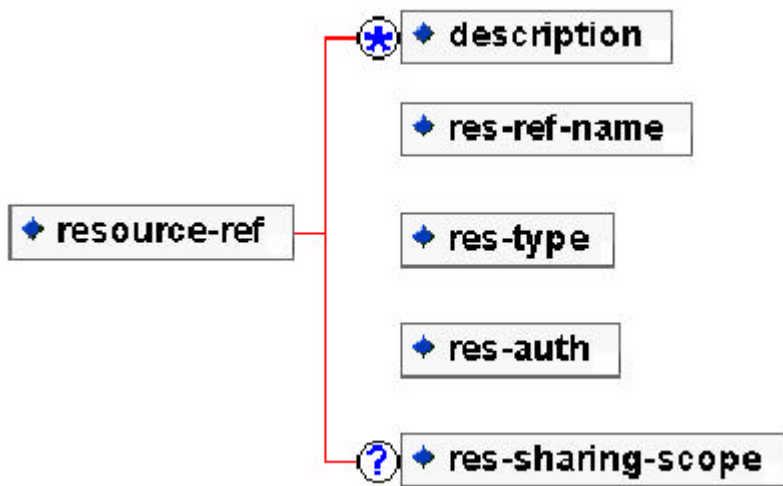 * description
res-ref-name
resource-ref
res-type
res-auth
? res-sharing-scope